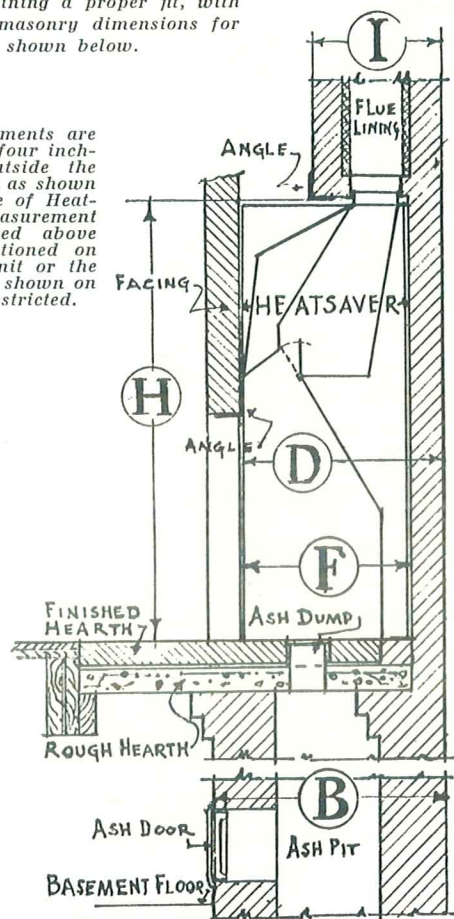 ining a proper fit, with
masonry dimensions for
shown below.
I
FLUE
LINING
ANGLE
ments are
four inch-
tside the
as shown
e of Heat-
asurement
ed above
tioned on
nit or the
shown on
stricted.
FACING
HEATSAVER
H
ANGLE
D
F
FINISHED
HEARTH
ASH DUMP
ROUGH HEARTH
B
ASH DOOR
ASH PIT
BASEMENT FLOOR